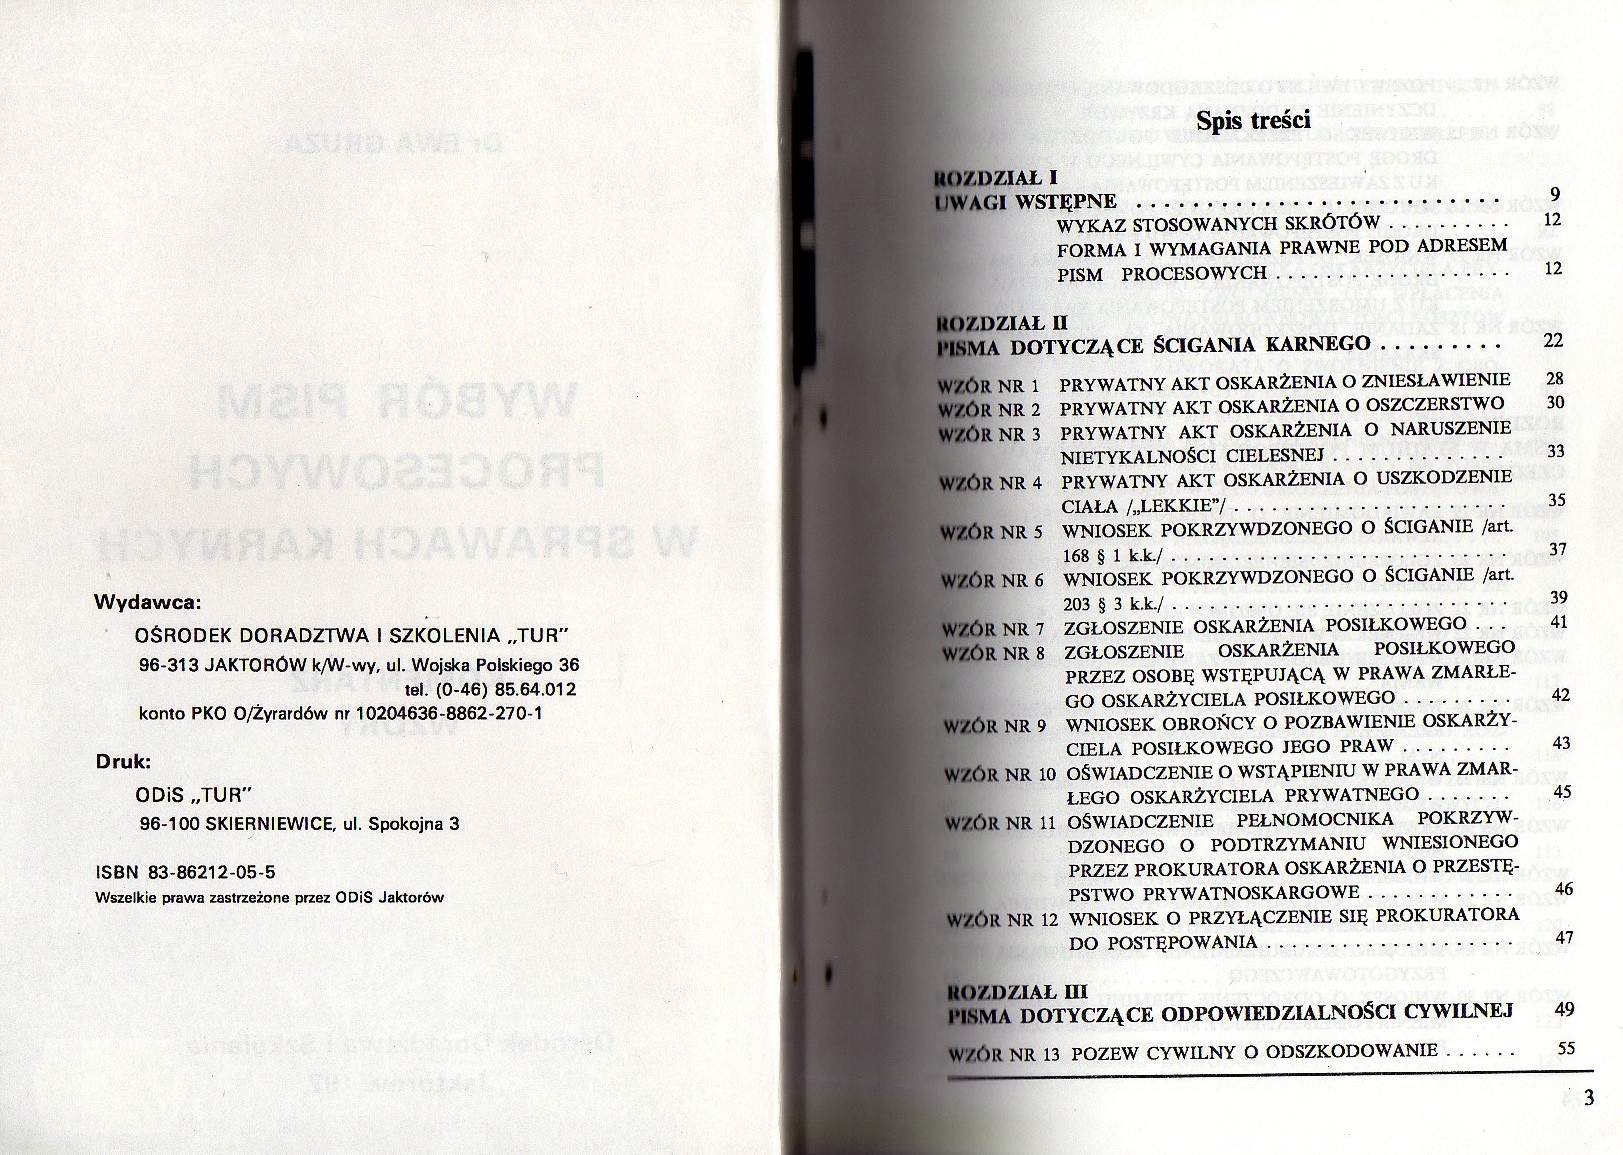 Wydawca:
OŚRODEK DORADZTWA I SZKOLENIA „TUR”
96-313 JAKTORÓW k/W-wy, ul. Wojska Polskiego 36
tel. (0-46) 85.64.012
konto PKO O/Żyrardów nr 10204636-8862-270-1
Druk:
ODiS „TUR”
96-100 SKIERNIEWICE, ul. Spokojna 3
ISBN 83-86212-05-5
Wszelkie prawa zastrzeżone przez ODiS Jaktorów
Spis treści
ROZDZIAŁ I
UWAGI WSTĘPNE . . . . . . . . . . . . . . . . . . . . . . . . . . 9
WYKAZ STOSOWANYCH SKRÓTÓW . . . . . . . . . . 12
FORMA I WYMAGANIA PRAWNE POD ADRESEM
PISM PROCESOWYCH . . . . . . . . . . . . . . . . . . . 12
ROZDZIAŁ II
PISMA DOTYCZĄCE ŚCIGANIA KARNEGO . . . . . . . . . 22
WZÓR NR 1 PRYWATNY AKT OSKARŻENIA O ZNIESŁAWIENIE 28
WZÓR NR 2 PRYWATNY AKT OSKARŻENIA O OSZCZERSTWO 30
WZÓR NR 3 PRYWATNY AKT OSKARŻENIA O NARUSZENIE
NIETYKALNOŚCI CIELESNEJ . . . . . . . . . . . . . . 33
WZÓR NR 4 PRYWATNY AKT OSKARŻENIA O USZKODZENIE
CIAŁA /„LEKKIE”/ . . . . . . . . . . . . . . . . . . . . . . 35
WZÓR NR 5 WNIOSEK POKRZYWDZONEGO O ŚCIGANIE /art.
168 § 1 k.k./ . . . . . . . . . . . . . . . . . . . . . . . . . . . 37
WZÓR NR 6 WNIOSEK POKRZYWDZONEGO O ŚCIGANIE /art.
203 § 3 k.k./ . . . . . . . . . . . . . . . . . . . . . . . . . . . 39
WZÓR NR 7 ZGŁOSZENIE OSKARŻENIA POSIŁKOWEGO . . . 41
WZÓR NR 8 ZGŁOSZENIE OSKARŻENIA POSIŁKOWEGO
PRZEZ OSOBĘ WSTĘPUJĄCĄ W PRAWA ZMARŁE-
GO OSKARŻYCIELA POSIŁKOWEGO . . . . . . . . . 42
WZÓR NR 9 WNIOSEK OBROŃCY O POZBAWIENIE OSKARŻY-
CIELA POSIŁKOWEGO JEGO PRAW . . . . . . . . . 43
WZÓR NR 10 OŚWIADCZENIE O WSTĄPIENIU W PRAWA ZMAR-
ŁEGO OSKARŻYCIELA PRYWATNEGO . . . . . . . 45
WZÓR NR 11 OŚWIADCZENIE PEŁNOMOCNIKA POKRZYW-
DZONEGO O PODTRZYMANIU WNIESIONEGO
PRZEZ PROKURATORA OSKARŻENIA O PRZESTĘ-
PSTWO PRYWATNOSKARGOWE . . . . . . . . . . . . 46
WZÓR NR 12 WNIOSEK O PRZYŁĄCZENIE SIĘ PROKURATORA
DO POSTĘPOWANIA . . . . . . . . . . . . . . . . . . . . 47
ROZDZIAŁ III
PISMA DOTYCZĄCE ODPOWIEDZIALNOŚCI CYWILNEJ 49
WZÓR NR 13 POZEW CYWILNY O ODSZKODOWANIE . . . . . . 55
3